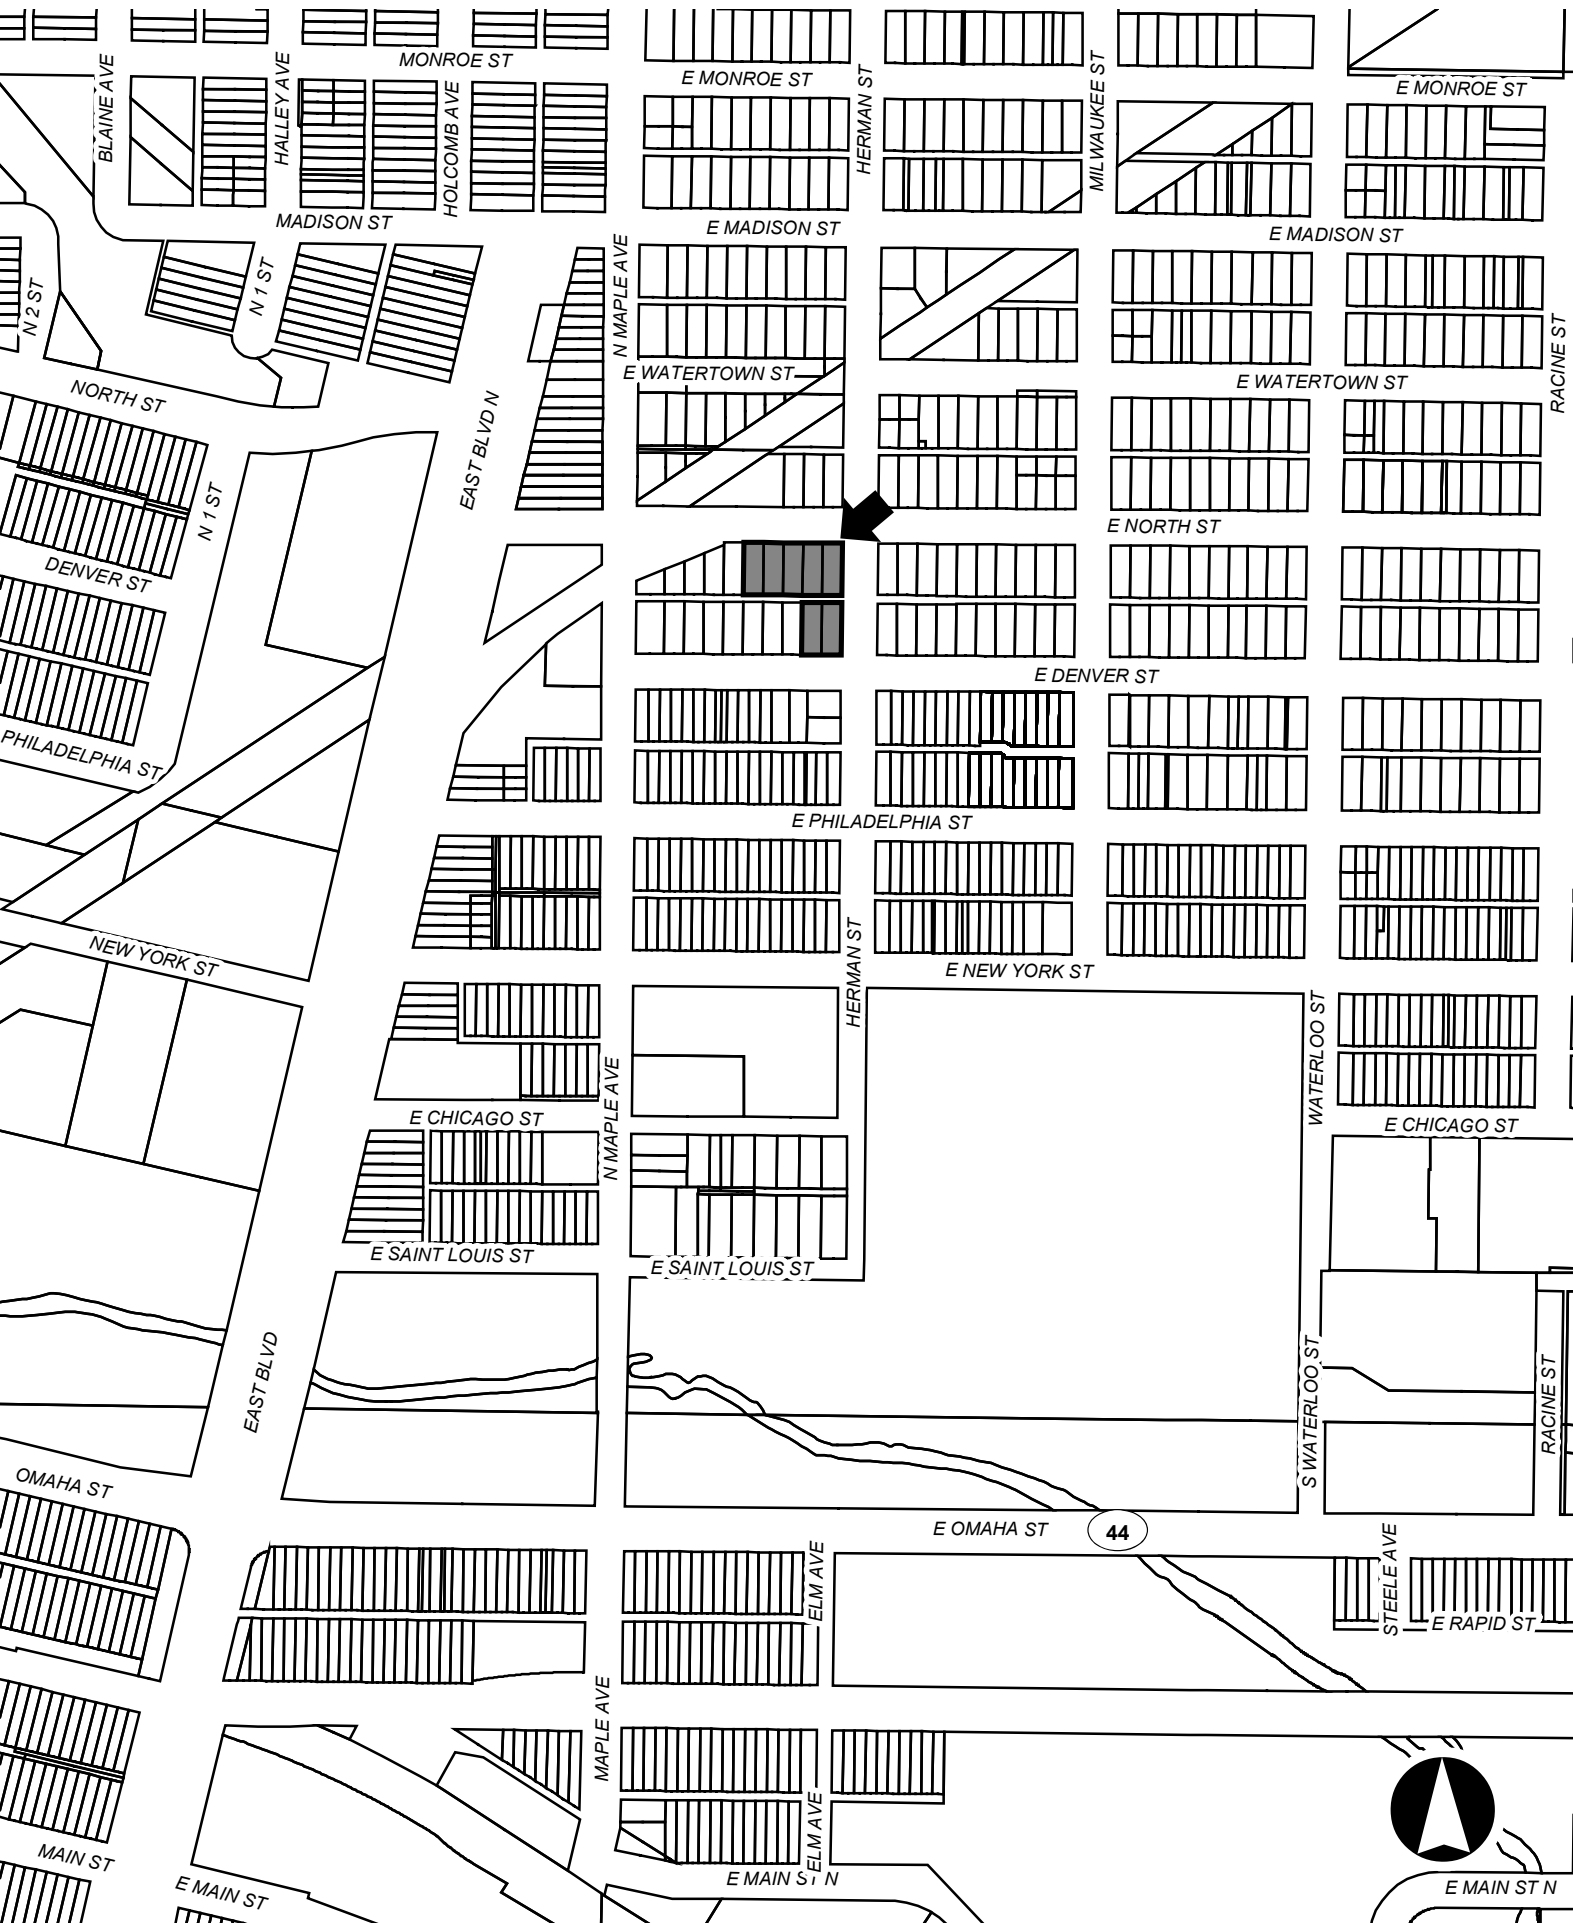 MONROE ST
E MONROE ST
E MONROE ST
BLAINE AVE
HALLEY AVE
HOLCOMB AVE
HERMAN ST
MILWAUKEE ST
MADISON ST
E MADISON ST
E MADISON ST
N 2 ST
N 1 ST
N MAPLE AVE
RACINE ST
NORTH ST
E WATERTOWN ST
E WATERTOWN ST
EAST BLVD N
N 1 ST
E NORTH ST
DENVER ST
E DENVER ST
PHILADELPHIA ST
E PHILADELPHIA ST
NEW YORK ST
HERMAN ST
E NEW YORK ST
WATERLOO ST
N MAPLE AVE
E CHICAGO ST
E CHICAGO ST
E SAINT LOUIS ST
E SAINT LOUIS ST
EAST BLVD
S WATERLOO ST
RACINE ST
OMAHA ST
E OMAHA ST
44
ELM AVE
STEELE AVE
E RAPID ST
MAPLE AVE
ELM AVE
MAIN ST
E MAIN ST
E MAIN ST N
E MAIN ST N